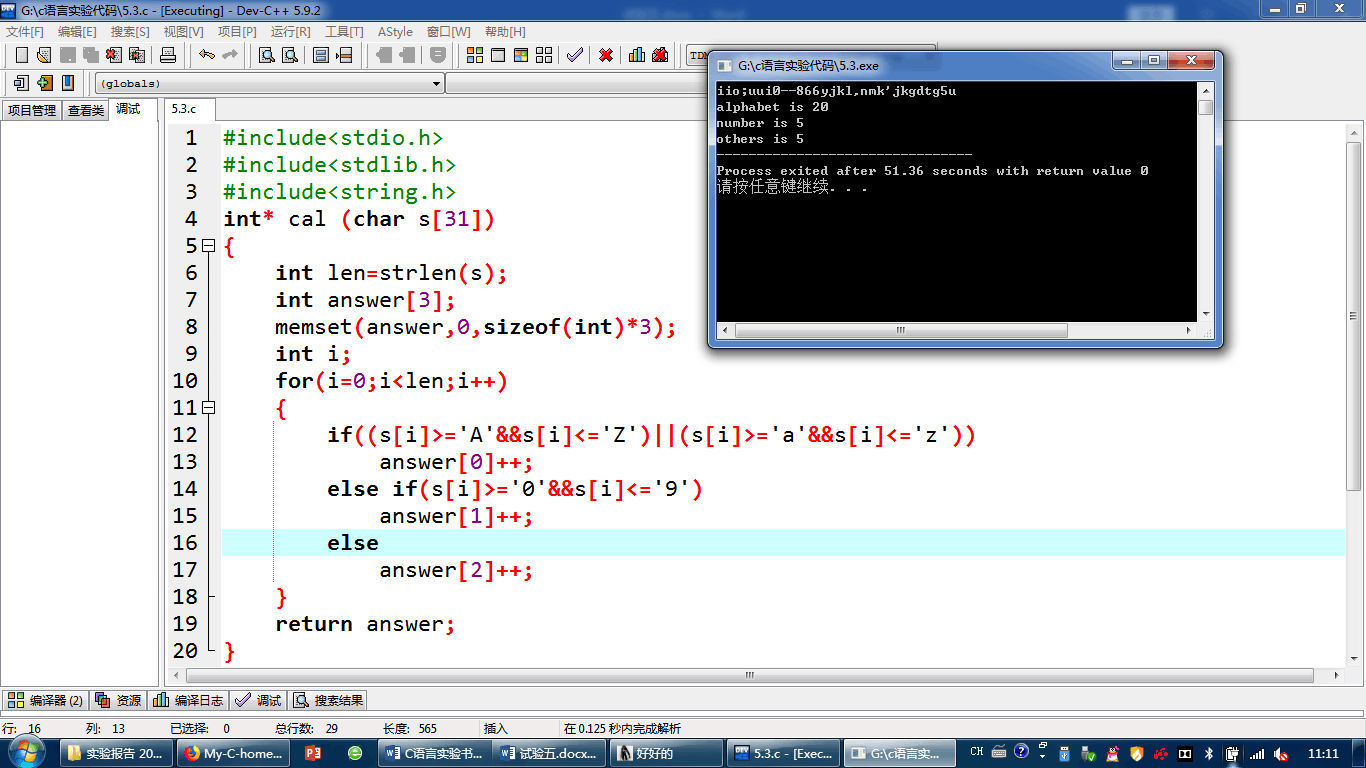 G:\c语言实验代码\5.3.c - [Executing] - Dev-C++ 5.9.2
文件[F] 编辑[E] 搜索[S] 视图[V] 项目[P] 运行[R] 工具[T] AStyle 窗口[W] 帮助[H]
(globals)
项目管理 查看类 调试
5.3.c
1 #include<stdio.h>
2 #include<stdlib.h>
3 #include<string.h>
4 int* cal (char s[31])
5 {
6 int len=strlen(s);
7 int answer[3];
8 memset(answer,0,sizeof(int)*3);
9 int i;
10 for(i=0;i<len;i++)
11 {
12 if((s[i]>='A'&&s[i]<='Z')||(s[i]>='a'&&s[i]<='z'))
13 answer[0]++;
14 else if(s[i]>='0'&&s[i]<='9')
15 answer[1]++;
16 else
17 answer[2]++;
18 }
19 return answer;
20 }
G:\c语言实验代码\5.3.exe
iio;uui0--866yjkl,nmk'jkgdtg5u
alphabet is 20
number is 5
others is 5
--------------------------------
Process exited after 51.36 seconds with return value 0
请按任意键继续. . .
编译器 (2) 资源 编译日志 调试 搜索结果
行: 16 列: 13 已选择: 0 总行数: 29 长度: 565 插入 在 0.125 秒内完成解析
实验报告 20... My-C-home... C语言实验书... 试验五.docx... 好好的 5.3.c - [Exec... G:\c语言实... CH 11:11